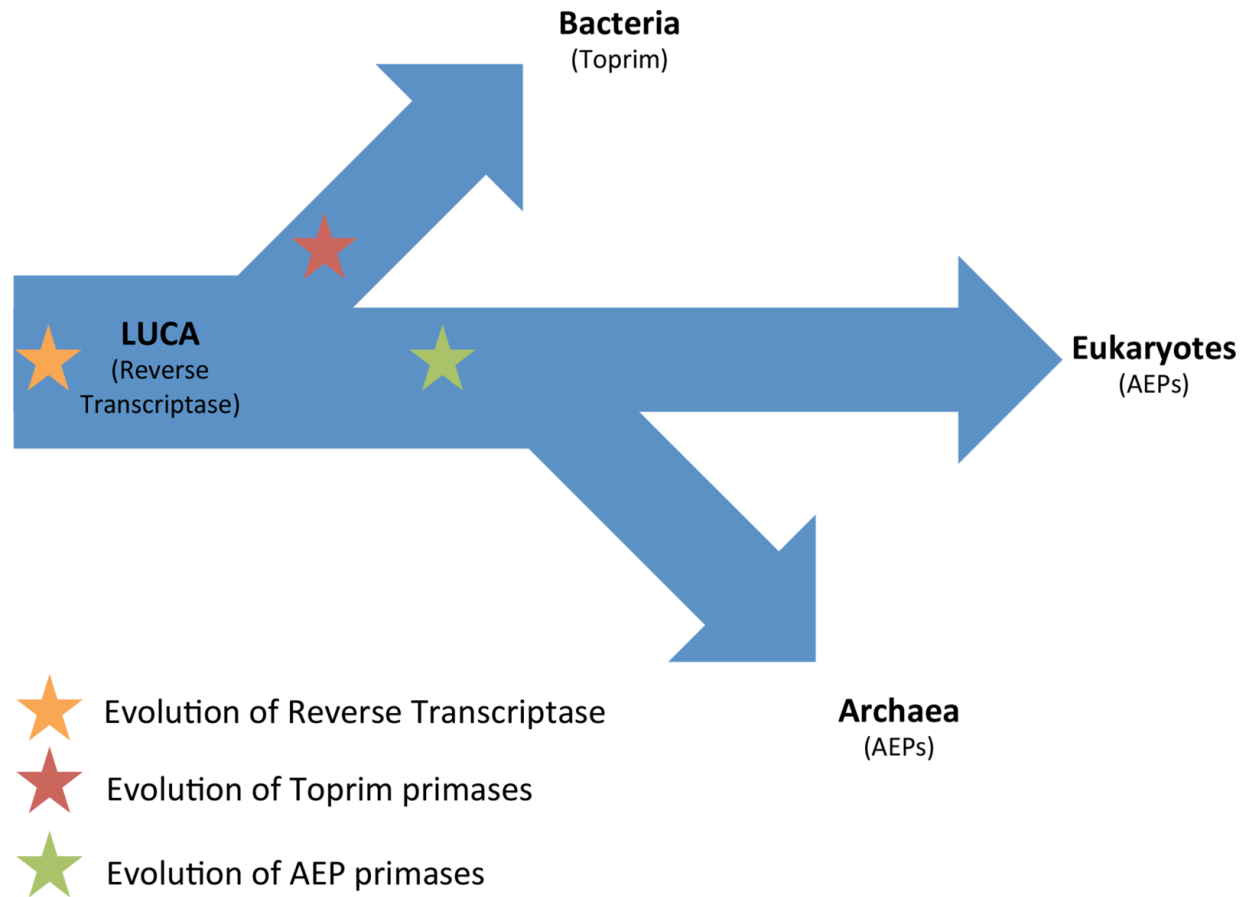 Bacteria
(Toprim)
LUCA
(Reverse
Transcriptase)
Eukaryotes
(AEPs)
Archaea
(AEPs)
Evolution of Reverse Transcriptase
Evolution of Toprim primases
Evolution of AEP primases